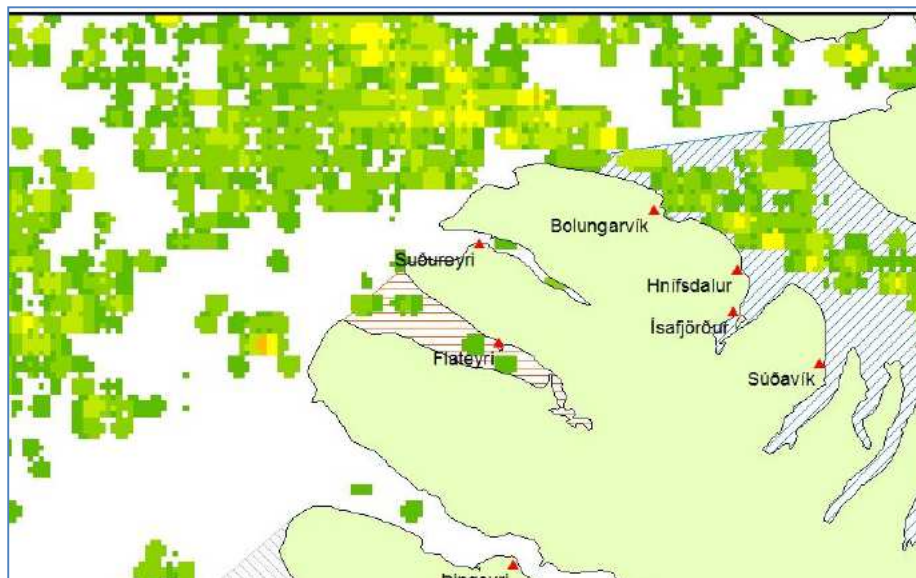 Bolungarvík
Suðureyri
Hnífsdalur
Ísafjörður
Flateyri
Súðavík